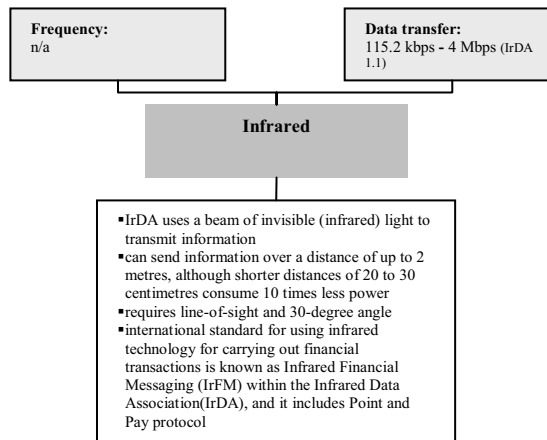 Frequency:
n/a
Data transfer:
115.2 kbps - 4 Mbps (IrDA
1.1)
Infrared
▪IrDA uses a beam of invisible (infrared) light to
transmit information
▪can send information over a distance of up to 2
metres, although shorter distances of 20 to 30
centimetres consume 10 times less power
▪requires line-of-sight and 30-degree angle
▪international standard for using infrared
technology for carrying out financial
transactions is known as Infrared Financial
Messaging (IrFM) within the Infrared Data
Association(IrDA), and it includes Point and
Pay protocol